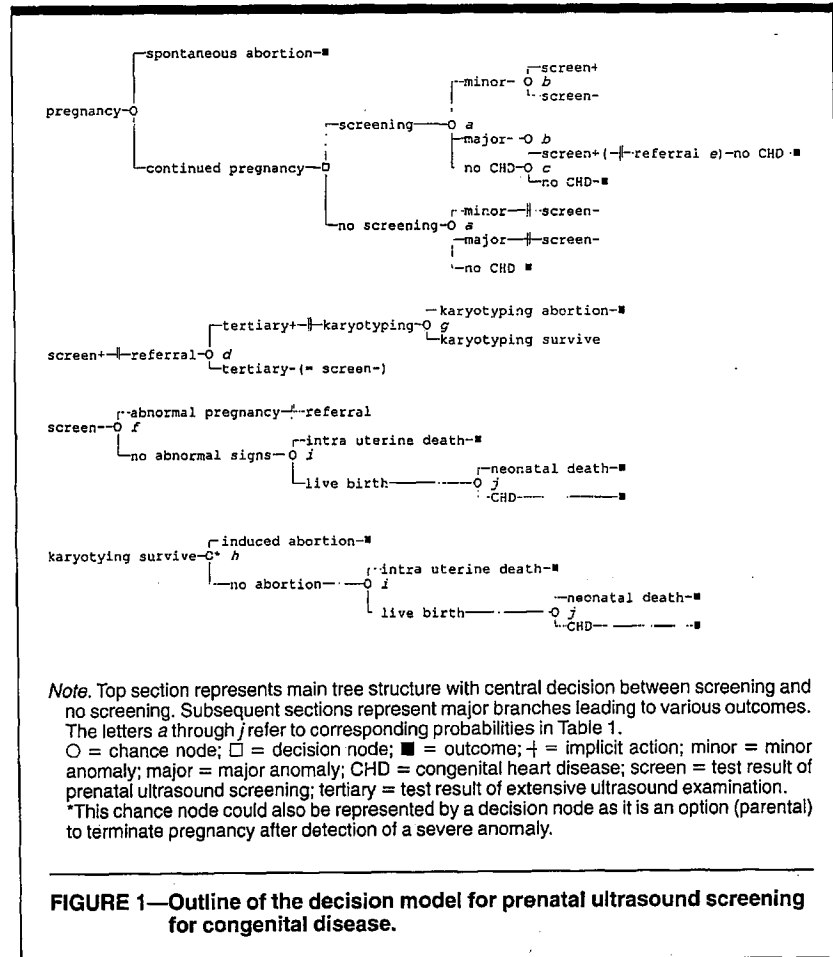 spontaneous abortion-■
screen+
minor- O b
screen-
pregnancy-O
screening O a
major- -O b
screen+(-╫-referral e)-no CHD ■
continued pregnancy-□
no CHD-O c
no CHD-■
minor-╫-screen-
no screening-O a
major-╫-screen-
no CHD ■
karyotyping abortion-■
tertiary+-╫-karyotyping-O g
karyotyping survive
screen+-╫-referral-O d
tertiary-(= screen-)
abnormal pregnancy-╫-referral
screen--O f
intra uterine death-■
no abnormal signs-O i
neonatal death-■
live birth O j
CHD ■
induced abortion-■
karyotying survive-O* h
intra uterine death-■
no abortion O i
neonatal death-■
live birth O j
CHD ■
Note. Top section represents main tree structure with central decision between screening and
no screening. Subsequent sections represent major branches leading to various outcomes.
The letters a through j refer to corresponding probabilities in Table 1.
O = chance node; □ = decision node; ■ = outcome; ┼ = implicit action; minor = minor
anomaly; major = major anomaly; CHD = congenital heart disease; screen = test result of
prenatal ultrasound screening; tertiary = test result of extensive ultrasound examination.
*This chance node could also be represented by a decision node as it is an option (parental)
to terminate pregnancy after detection of a severe anomaly.
FIGURE 1—Outline of the decision model for prenatal ultrasound screening
for congenital disease.